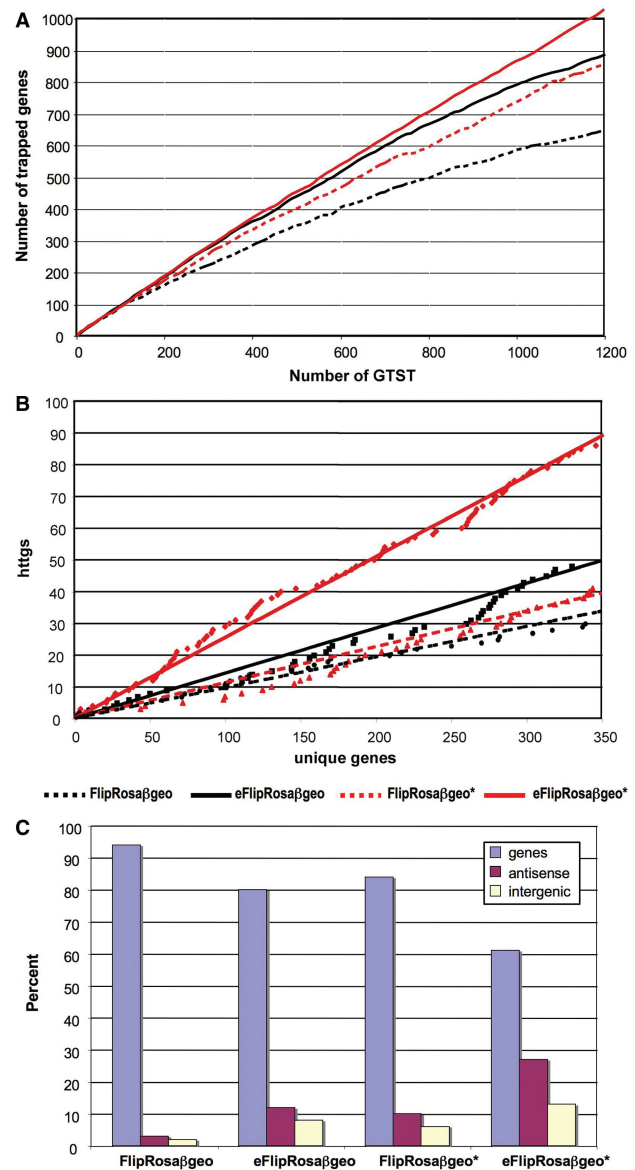 A
1000
900
800
700
600
500
400
300
200
100
0
Number of trapped genes
0 200 400 600 800 1000 1200
Number of GTST
B
100
90
80
70
60
50
40
30
20
10
0
httgs
0 50 100 150 200 250 300 350
unique genes
FlipRosaβgeo eFlipRosaβgeo FlipRosaβgeo* eFlipRosaβgeo*
C
100
90
80
70
60
50
40
30
20
10
0
Percent
genes
antisense
intergenic
FlipRosaβgeo eFlipRosaβgeo FlipRosaβgeo* eFlipRosaβgeo*